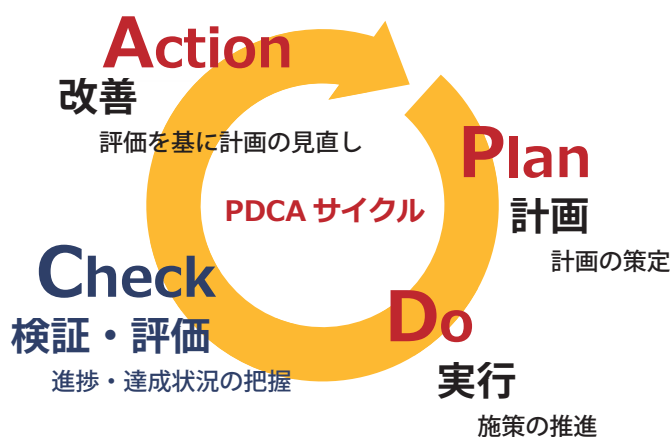 Action
改善
評価を基に計画の見直し
Plan
計画
計画の策定
PDCA サイクル
Check
検証・評価
進捗・達成状況の把握
Do
実行
施策の推進